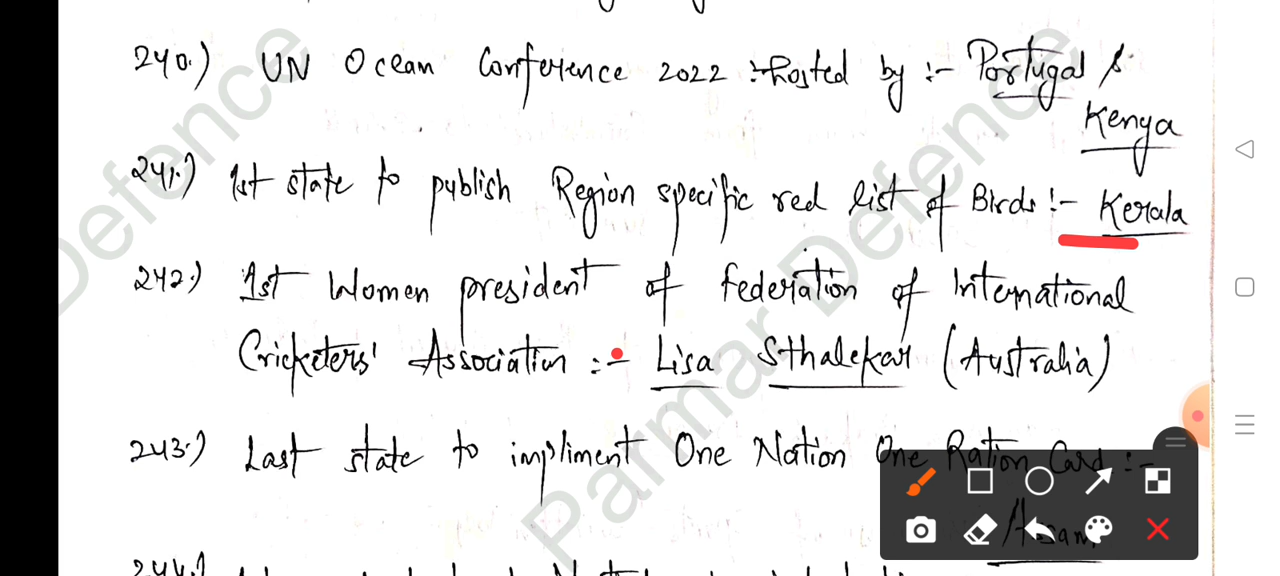 240.) UN Ocean Conference 2022 :- hosted by :- Portugal &
Kenya
241.) 1st state to publish Region specific red list of Birds :- Kerala
242.) 1st Women president of Federation of International
Cricketers' Association :- Lisa Sthalekar (Australia)
243.) Last state to impliment One Nation One Ration Card :-
Assam
244.)
Parmar Defence
Defence